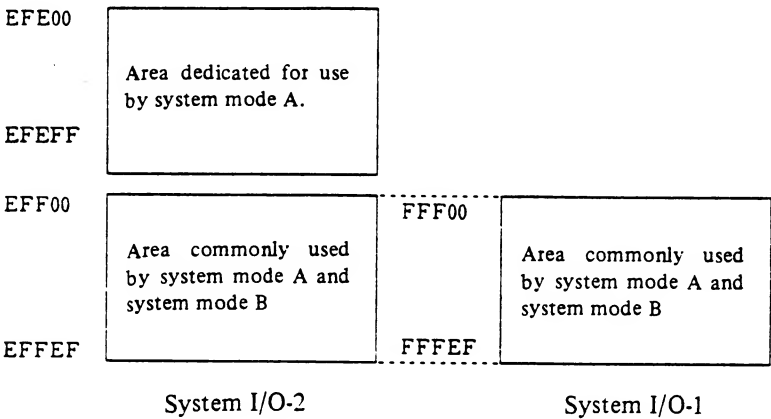 EFE00
Area dedicated for use
by system mode A.
EFEFF
EFF00
Area commonly used
by system mode A and
system mode B
EFFEF
FFF00
Area commonly used
by system mode A and
system mode B
FFFEF
System I/O-2
System I/O-1